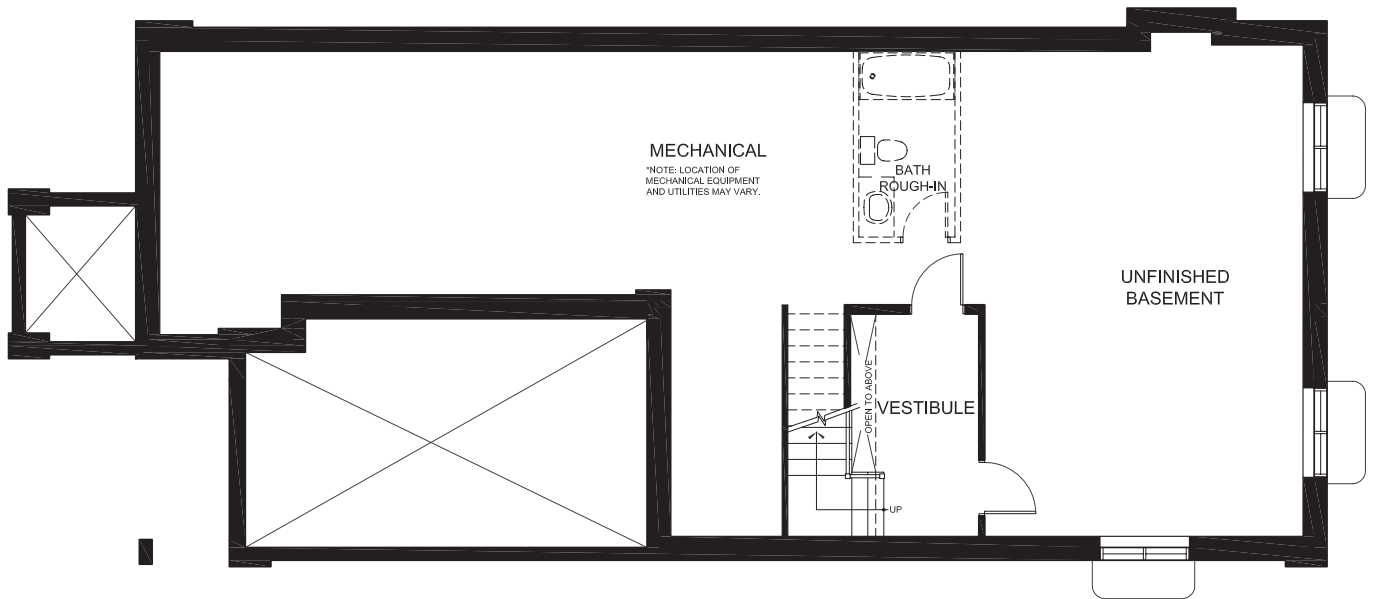 MECHANICAL
*NOTE: LOCATION OF
MECHANICAL EQUIPMENT
AND UTILITIES MAY VARY.
BATH
ROUGH-IN
UNFINISHED
BASEMENT
OPEN TO ABOVE
VESTIBULE
UP